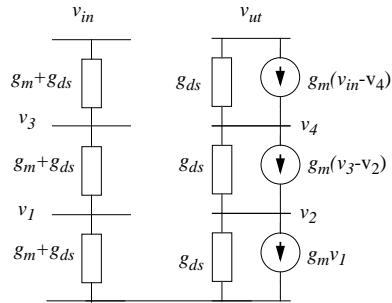 v_in v_ut
g_m+g_ds g_ds g_m(v_in-v_4)
v_3 v_4
g_m+g_ds g_ds g_m(v_3-v_2)
v_1 v_2
g_m+g_ds g_ds g_mv_1